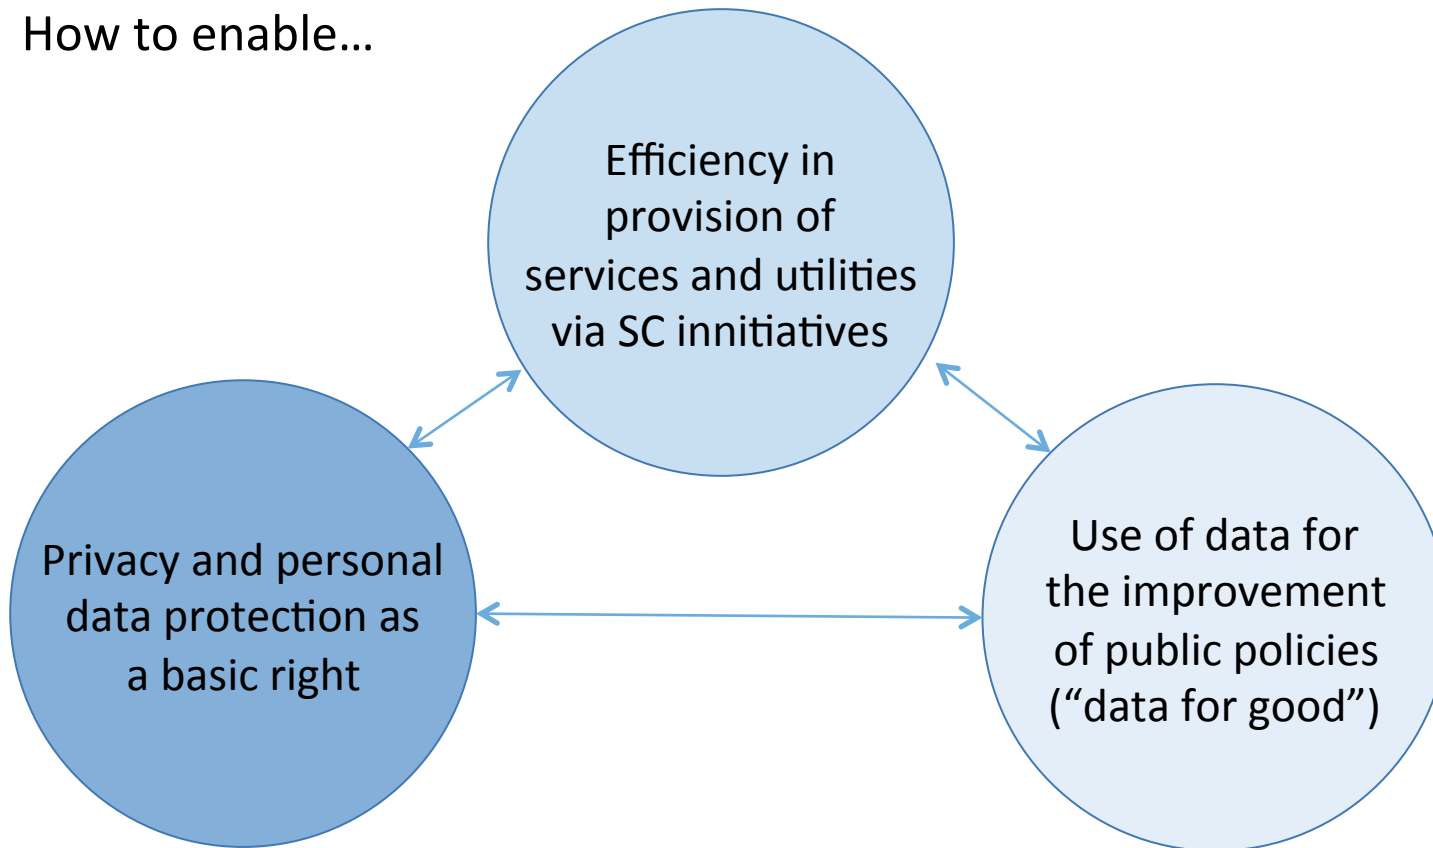 How to enable...
Efficiency in
provision of
services and utilities
via SC innitiatives
Privacy and personal
data protection as
a basic right
Use of data for
the improvement
of public policies
(“data for good”)